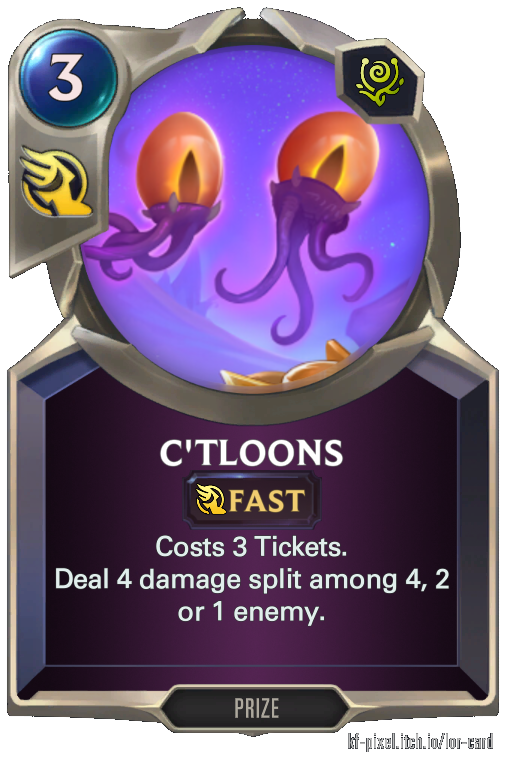 3
C'TLOONS
FAST
Costs 3 Tickets.
Deal 4 damage split among 4, 2
or 1 enemy.
PRIZE
kf-pixel.itch.io/lor-card